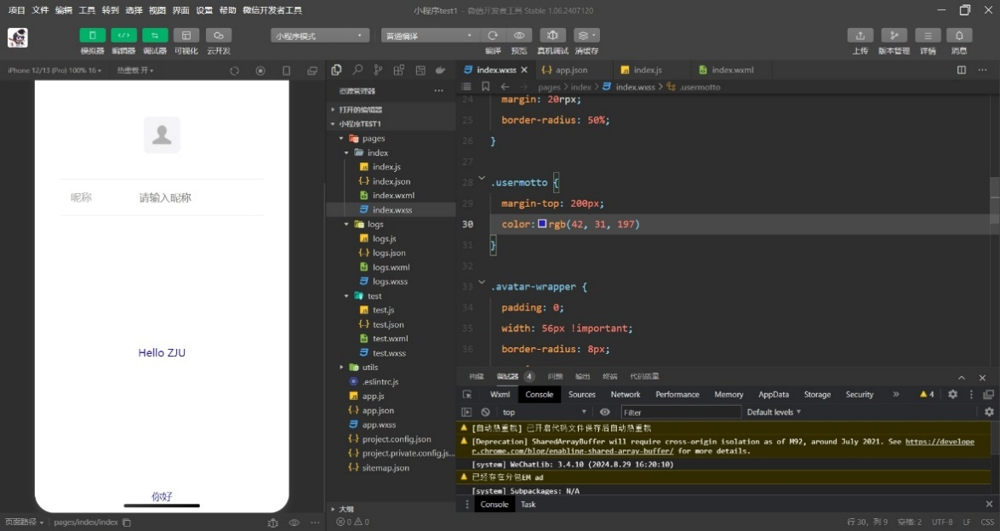 项目 文件 编辑 工具 转到 选择 视图 界面 设置 帮助 微信开发者工具
小程序test1 - 微信开发者工具 Stable 1.06.2407120
模拟器 编辑器 调试器 可视化 云开发
小程序模式 普通编译
编译 预览 真机调试 清缓存
上传 版本管理 详情 消息
iPhone 12/13 (Pro) 100% 16 热重载 开
昵称 请输入昵称
Hello ZJU
你好
页面路径 pages/index/index
资源管理器 ...
打开的编辑器
小程序TEST1
pages
index
index.js
index.json
index.wxml
index.wxss
logs
logs.js
logs.json
logs.wxml
logs.wxss
test
test.js
test.json
test.wxml
test.wxss
utils
.eslintrc.js
app.js
app.json
app.wxss
project.config.json
project.private.config.js...
sitemap.json
大纲
0 0
index.wxss app.json index.js index.wxml
pages > index > index.wxss > .usermotto
24 margin: 20rpx;
25 border-radius: 50%;
26 }
27
28 .usermotto {
29 margin-top: 200px;
30 color: rgb(42, 31, 197)
31 }
32
33 .avatar-wrapper {
34 padding: 0;
35 width: 56px !important;
36 border-radius: 8px;
构建 调试器 4 问题 输出 终端 代码质量
Wxml Console Sources Network Performance Memory AppData Storage Security » 4
top Filter Default levels
[自动热重载] 已开启代码文件保存后自动热重载
[Deprecation] SharedArrayBuffer will require cross-origin isolation as of M92, around July 2021. See https://develope
r.chrome.com/blog/enabling-shared-array-buffer/ for more details.
[system] WeChatLib: 3.4.10 (2024.8.29 16:20:10)
已经存在分包EM ad
[system] Subpackages: N/A
Console Task
行 30，列 9 空格: 2 UTF-8 LF CSS